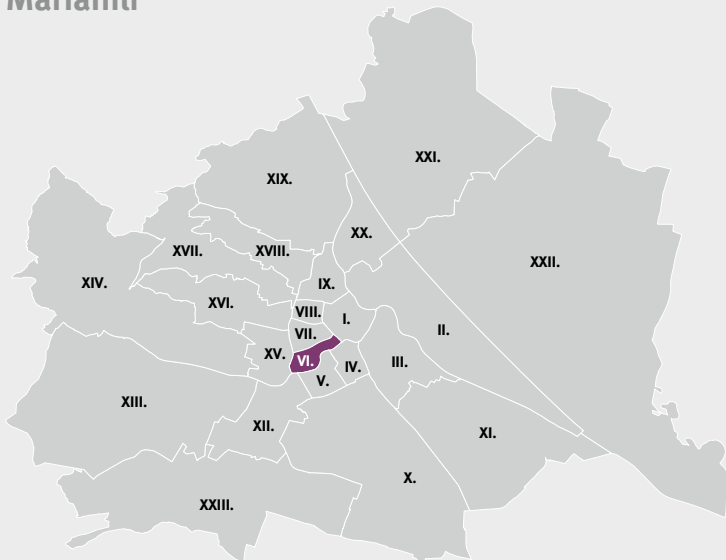 Mariahilf
XXI.
XIX.
XX.
XVII.
XVIII.
XXII.
XIV.
IX.
XVI.
VIII.
I.
II.
VII.
XV.
VI.
IV.
III.
V.
XIII.
XII.
XI.
X.
XXIII.